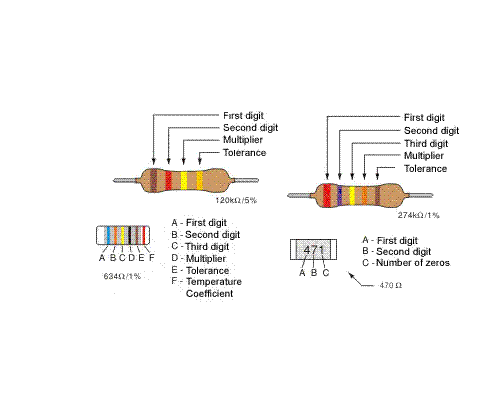 First digit
Second digit
Multiplier
Tolerance
120kΩ/5%
First digit
Second digit
Third digit
Multiplier
Tolerance
274kΩ/1%
A B C D E F
634Ω/1%
A - First digit
B - Second digit
C - Third digit
D - Multiplier
E - Tolerance
F - Temperature
Coefficient
471
A B C
A - First digit
B - Second digit
C - Number of zeros
470 Ω